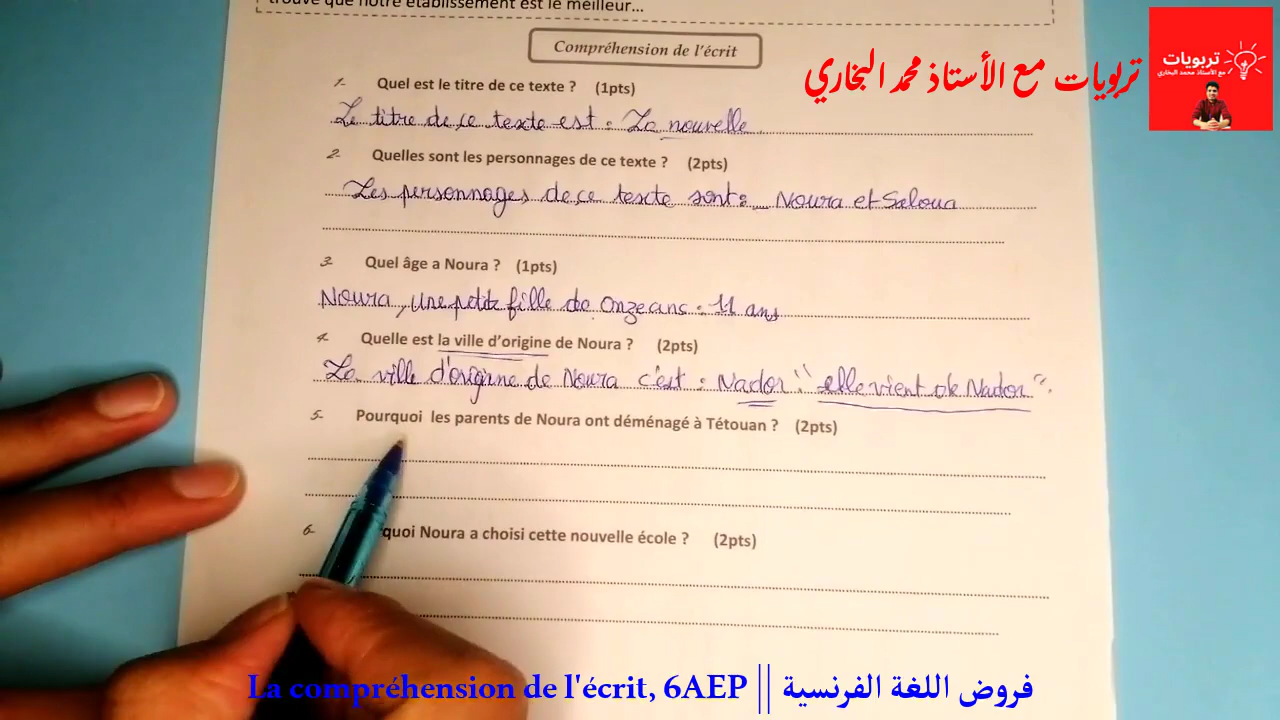 trouve que notre établissement est le meilleur...
Compréhension de l'écrit
تربويات مع الأستاذ محمد البخاري
تربويات
مع الأستاذ محمد البخاري
1- Quel est le titre de ce texte ? (1pts)
Le titre de ce texte est : La nouvelle
2- Quelles sont les personnages de ce texte ? (2pts)
Les personnages de ce texte sont : Noura et Saloua
3- Quel âge a Noura ? (1pts)
Noura, une petite fille de onze ans : 11 ans
4- Quelle est la ville d'origine de Noura ? (2pts)
La ville d'origine de Noura c'est : Nador "elle vient de Nador".
5- Pourquoi les parents de Noura ont déménagé à Tétouan ? (2pts)
6- quoi Noura a choisi cette nouvelle école ? (2pts)
La compréhension de l'écrit, 6AEP || فروض اللغة الفرنسية